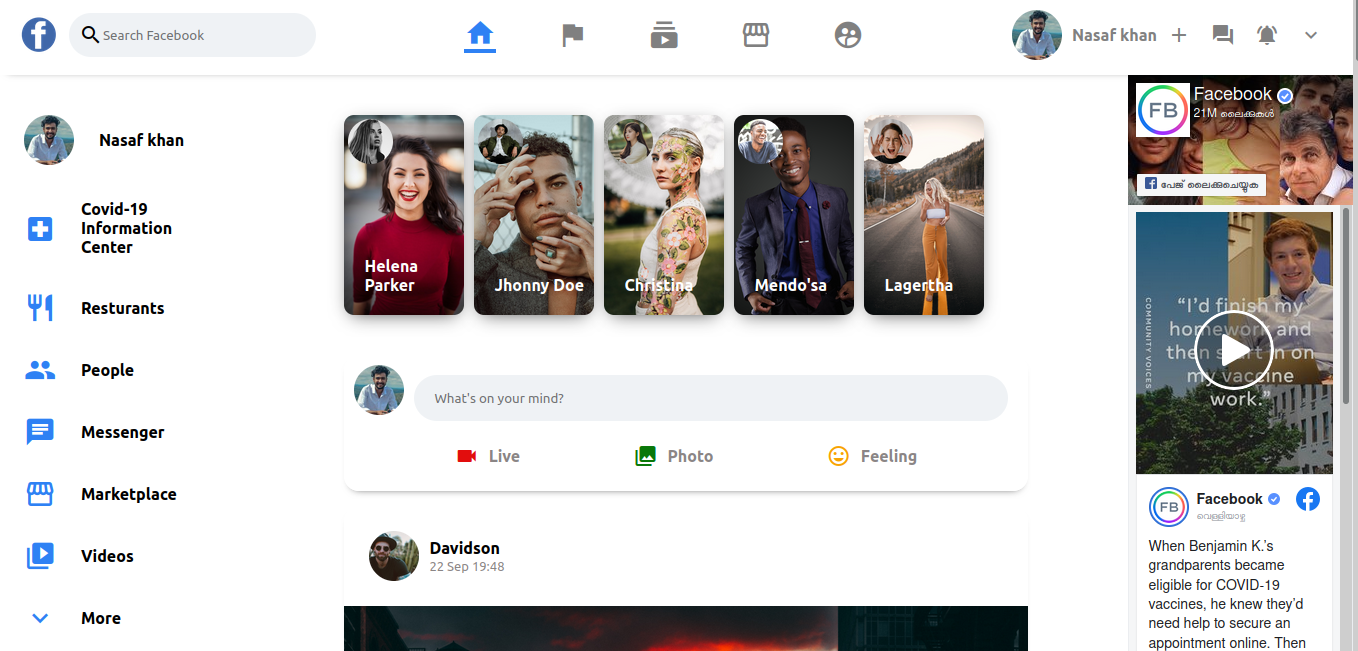 Search Facebook
Nasaf khan
Nasaf khan
Covid-19
Information
Center
Resturants
People
Messenger
Marketplace
Videos
More
Helena
Parker
Jhonny Doe
Christina
Mendo'sa
Lagertha
What's on your mind?
Live
Photo
Feeling
Davidson
22 Sep 19:48
FB
Facebook
21M ലൈക്കുകൾ
പേജ് ലൈക്കുചെയ്യുക
COMMUNITY VOICES
“I’d finish my
homework and
then start in on
my vaccine
work.”
FB
Facebook
വെള്ളിയാഴ്ച
When Benjamin K.’s
grandparents became
eligible for COVID-19
vaccines, he knew they’d
need help to secure an
appointment online. Then